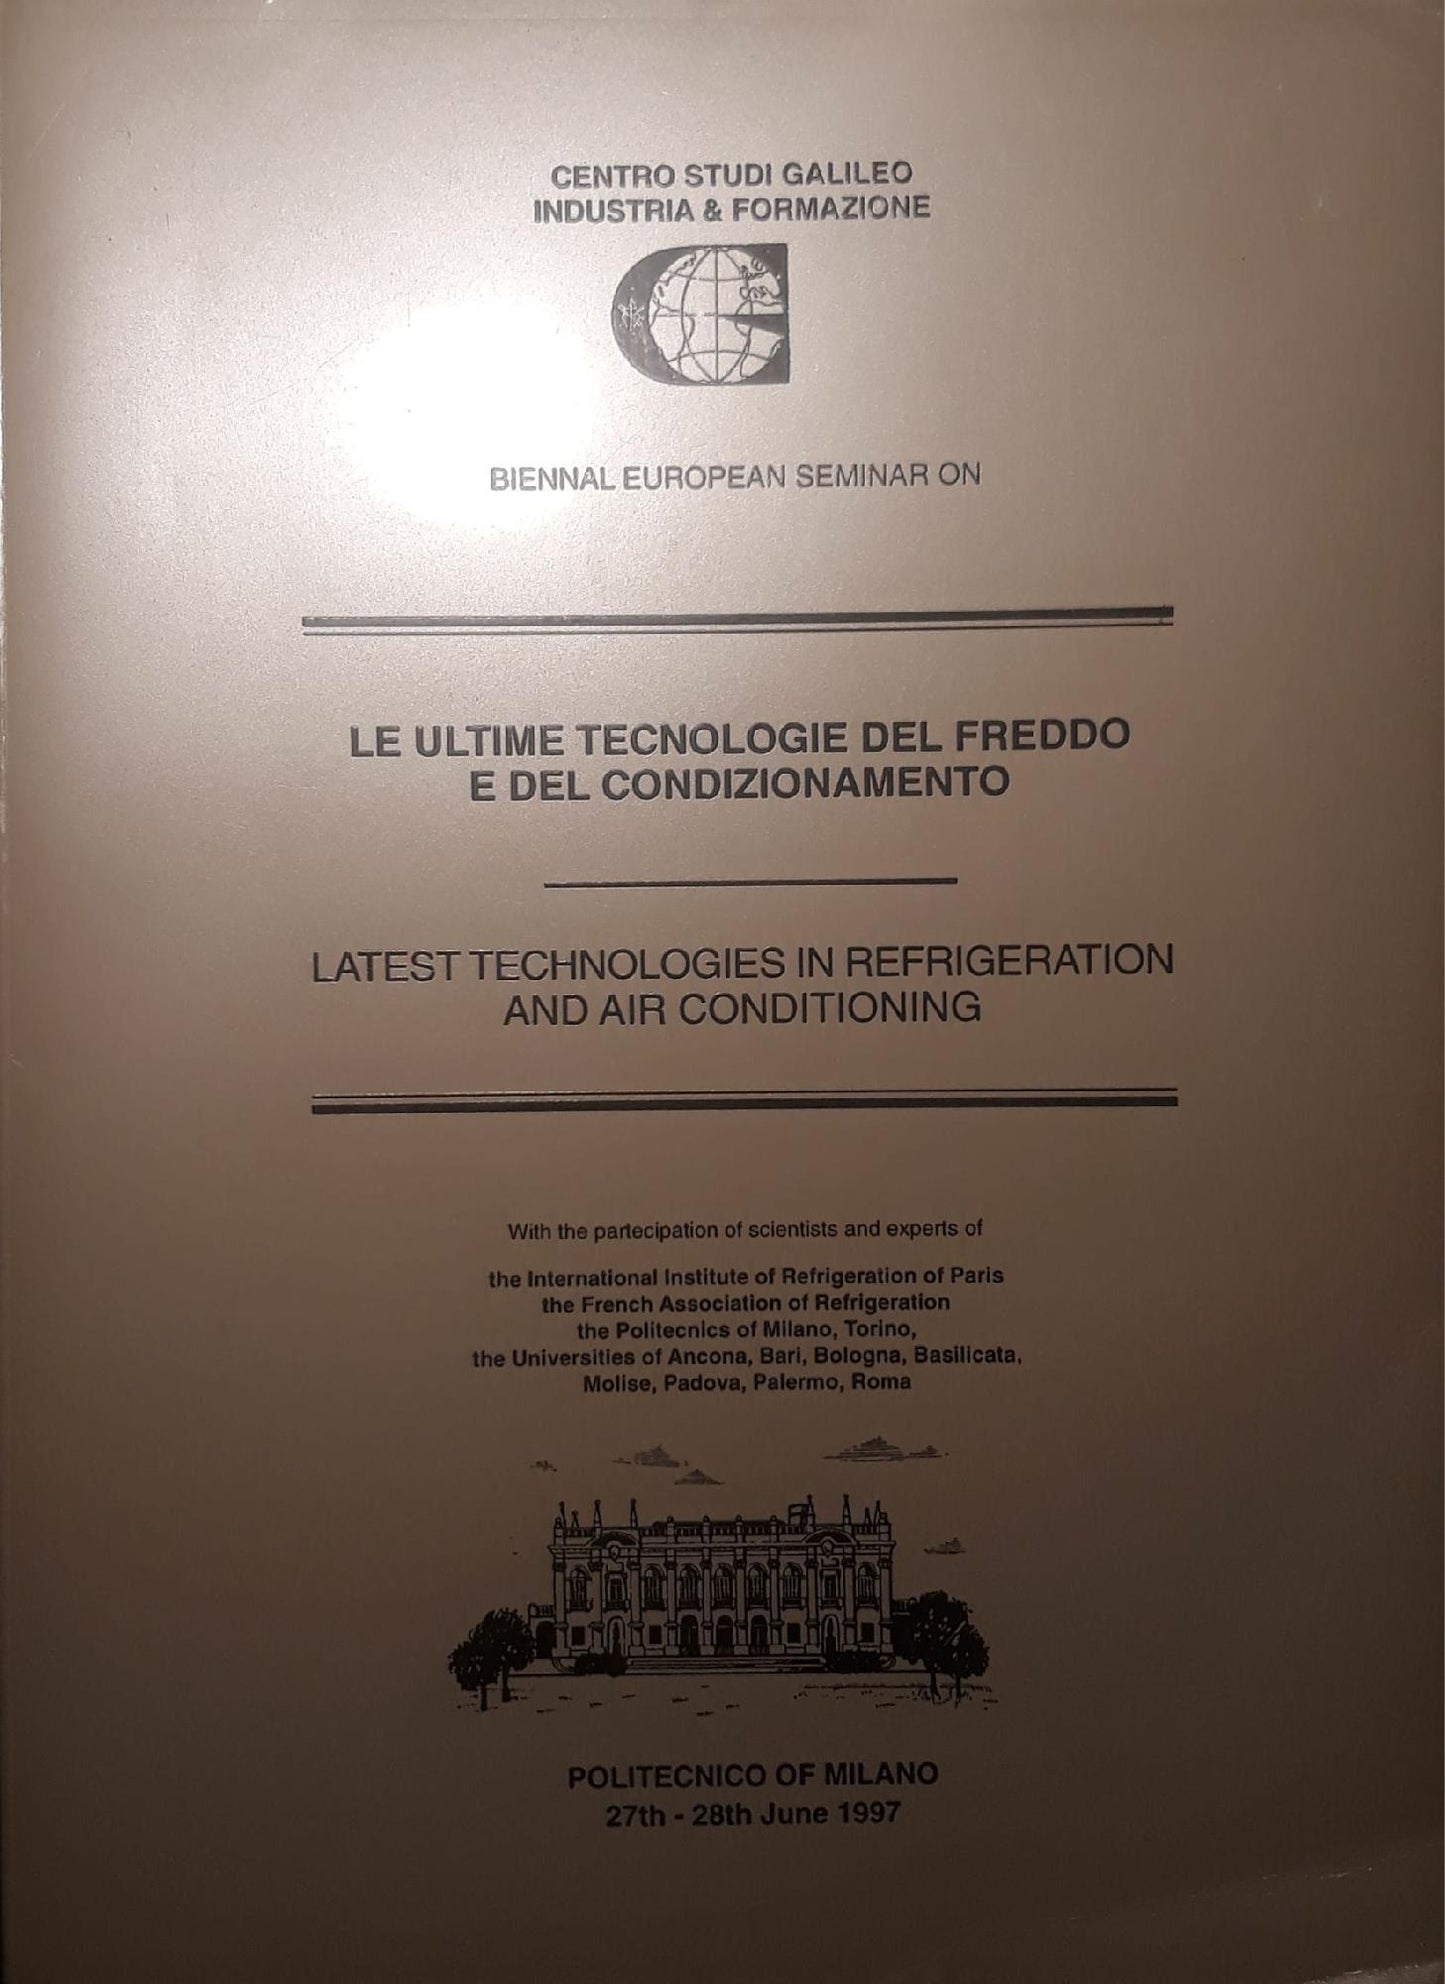 CENTRO STUDI GALILEO
INDUSTRIA & FORMAZIONE
BIENNAL EUROPEAN SEMINAR ON
LE ULTIME TECNOLOGIE DEL FREDDO
E DEL CONDIZIONAMENTO
LATEST TECHNOLOGIES IN REFRIGERATION
AND AIR CONDITIONING
With the partecipation of scientists and experts of
the International Institute of Refrigeration of Paris
the French Association of Refrigeration
the Politecnics of Milano, Torino,
the Universities of Ancona, Bari, Bologna, Basilicata,
Molise, Padova, Palermo, Roma
POLITECNICO OF MILANO
27th - 28th June 1997